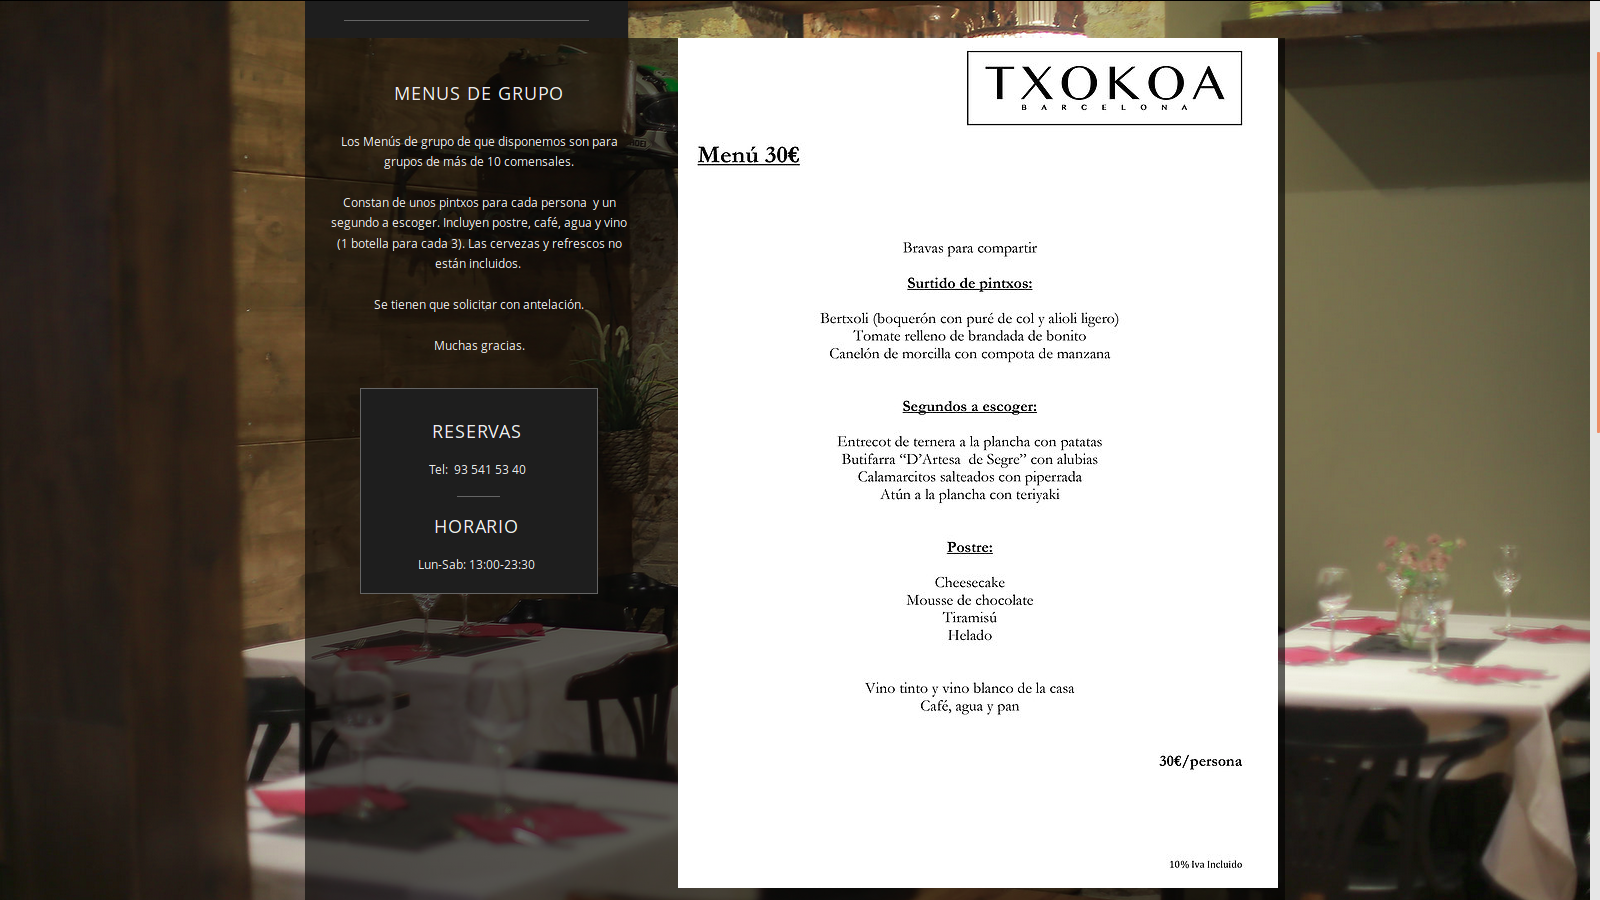 MENUS DE GRUPO
Los Menús de grupo de que disponemos son para
grupos de más de 10 comensales.
Constan de unos pintxos para cada persona y un
segundo a escoger. Incluyen postre, café, agua y vino
(1 botella para cada 3). Las cervezas y refrescos no
están incluidos.
Se tienen que solicitar con antelación.
Muchas gracias.
RESERVAS
Tel: 93 541 53 40
HORARIO
Lun-Sab: 13:00-23:30
TXOKOA
BARCELONA
Menú 30€
Bravas para compartir
Surtido de pintxos:
Bertxoli (boquerón con puré de col y alioli ligero)
Tomate relleno de brandada de bonito
Canelón de morcilla con compota de manzana
Segundos a escoger:
Entrecot de ternera a la plancha con patatas
Butifarra “D’Artesa de Segre” con alubias
Calamarcitos salteados con piperrada
Atún a la plancha con teriyaki
Postre:
Cheesecake
Mousse de chocolate
Tiramisú
Helado
Vino tinto y vino blanco de la casa
Café, agua y pan
30€/persona
10% Iva Incluido